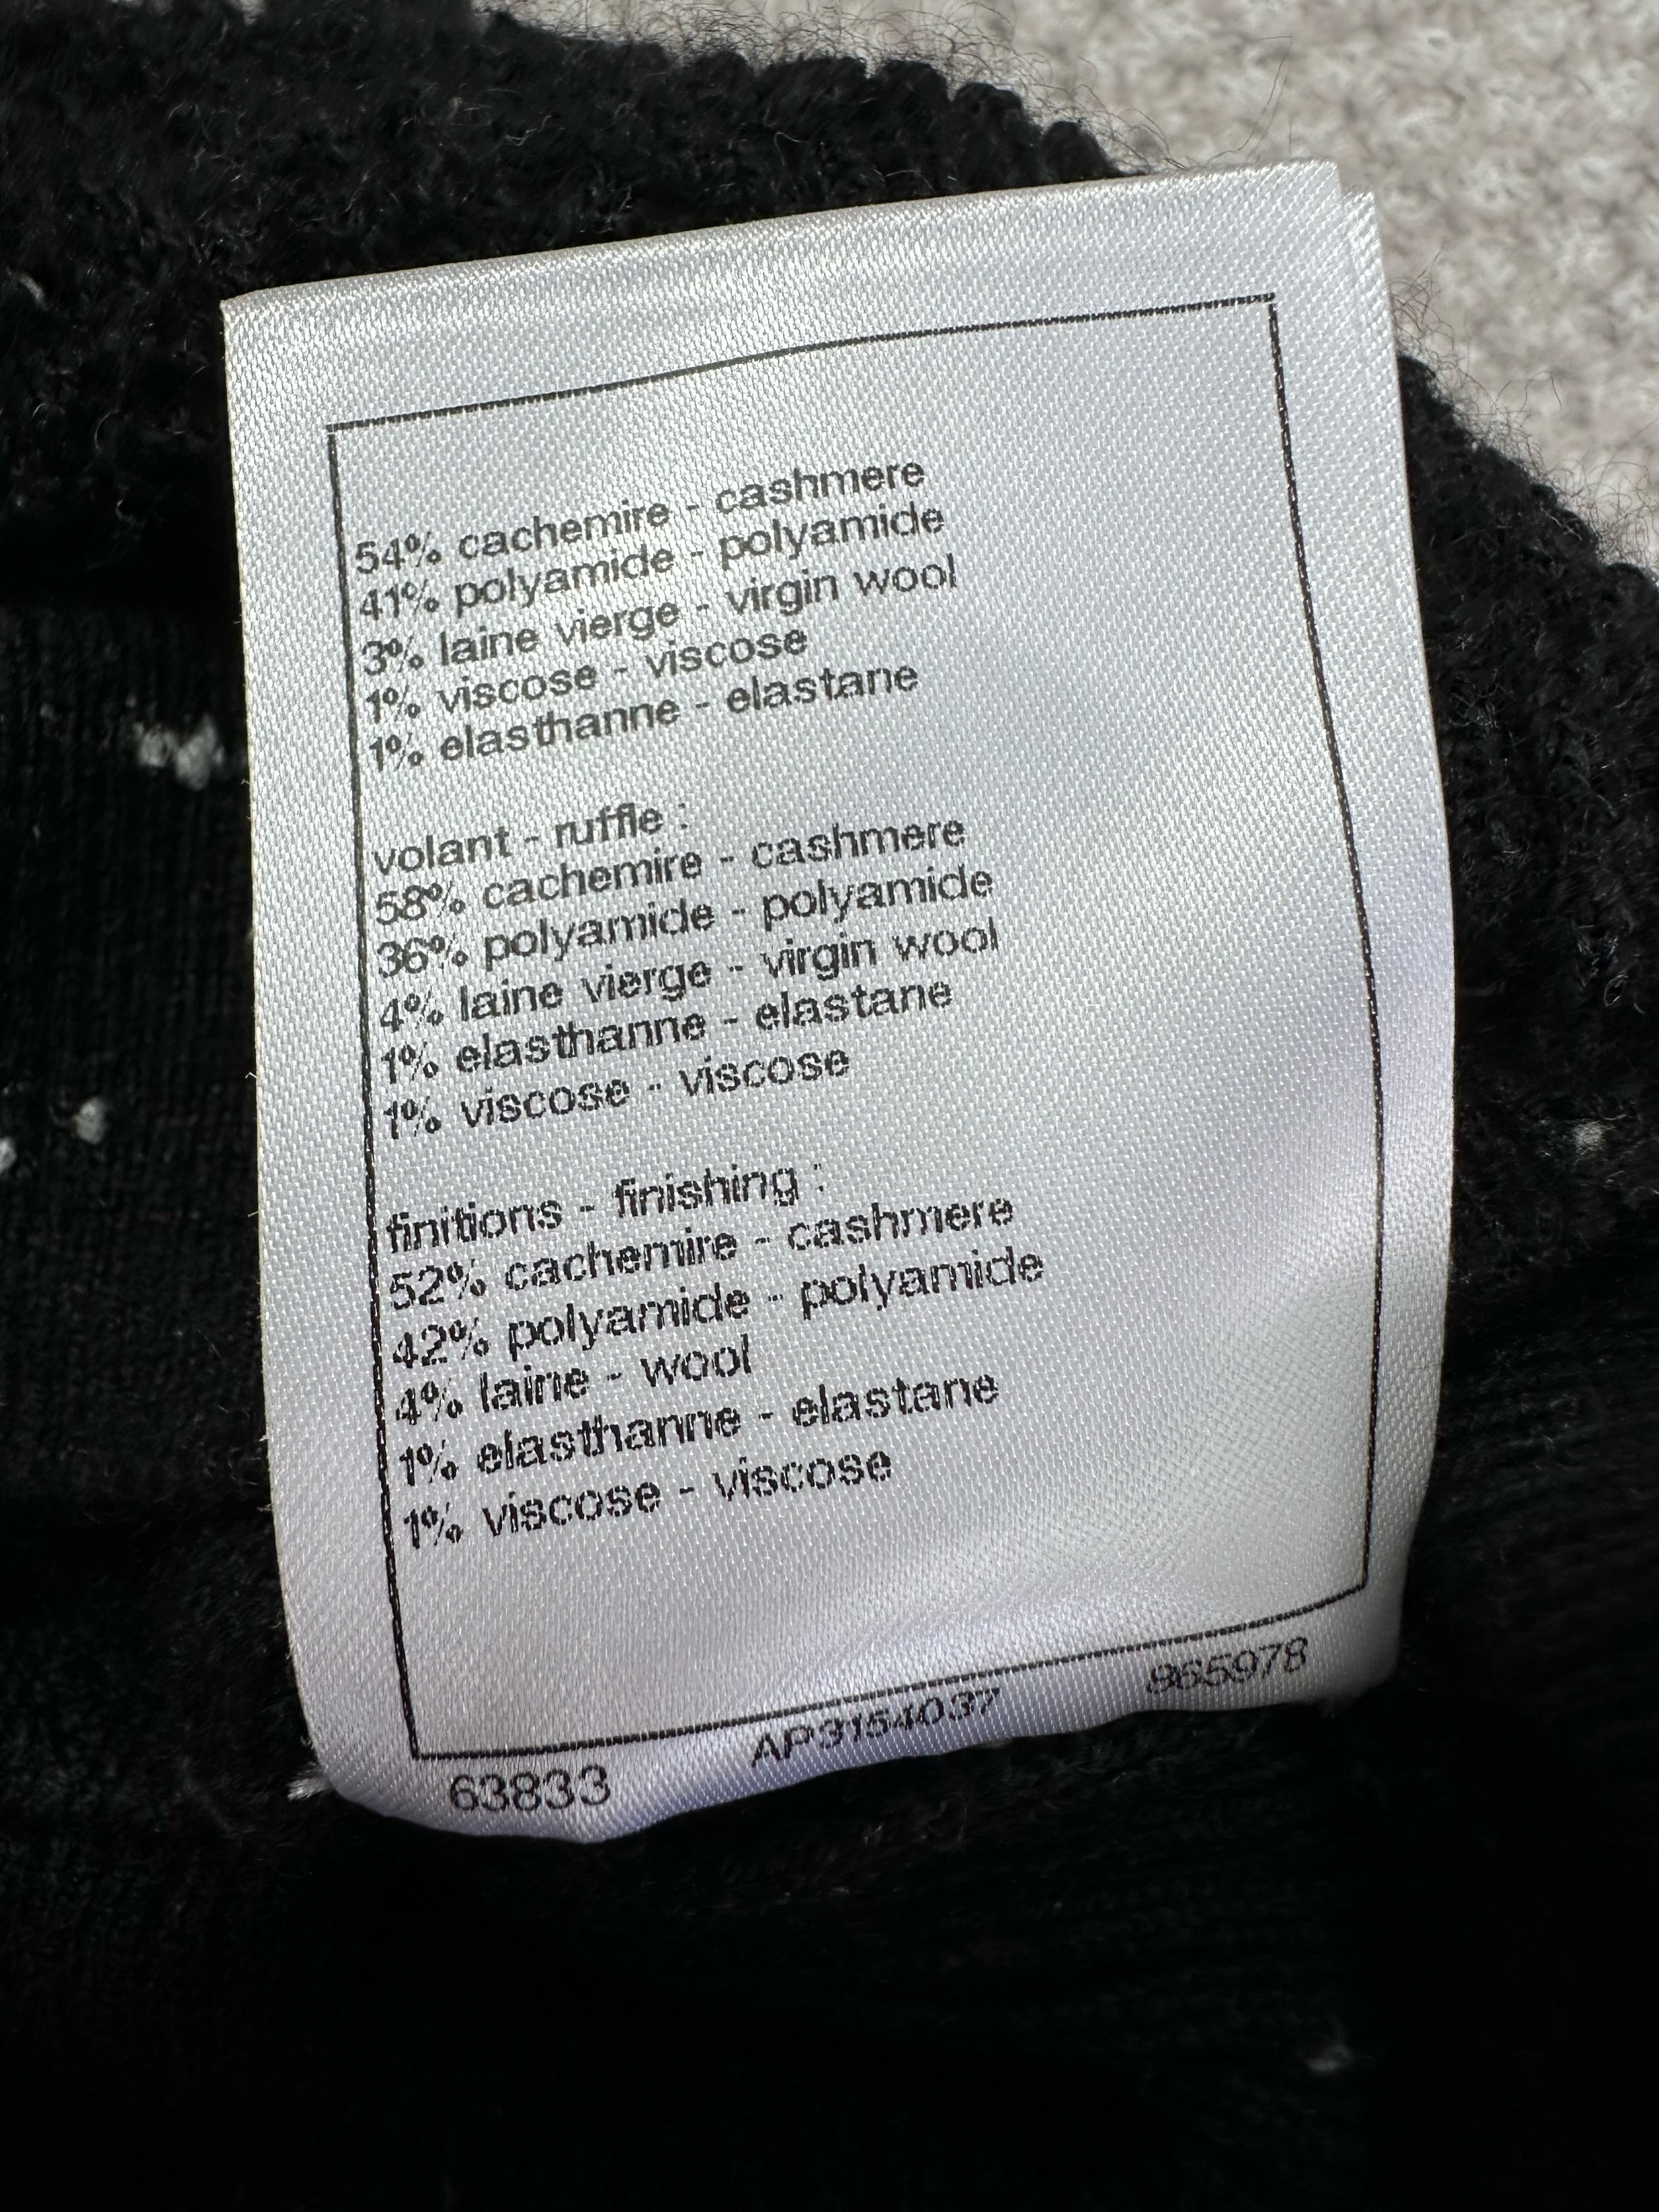 54% cachemire - cashmere
41% polyamide - polyamide
3% laine vierge - virgin wool
1% viscose - viscose
1% elasthanne - elastane
volant - ruffle :
58% cachemire - cashmere
36% polyamide - polyamide
4% laine vierge - virgin wool
1% elasthanne - elastane
1% viscose - viscose
finitions - finishing :
52% cachemire - cashmere
42% polyamide - polyamide
4% laine - wool
1% elasthanne - elastane
1% viscose - viscose
63833 AP3154037 865978